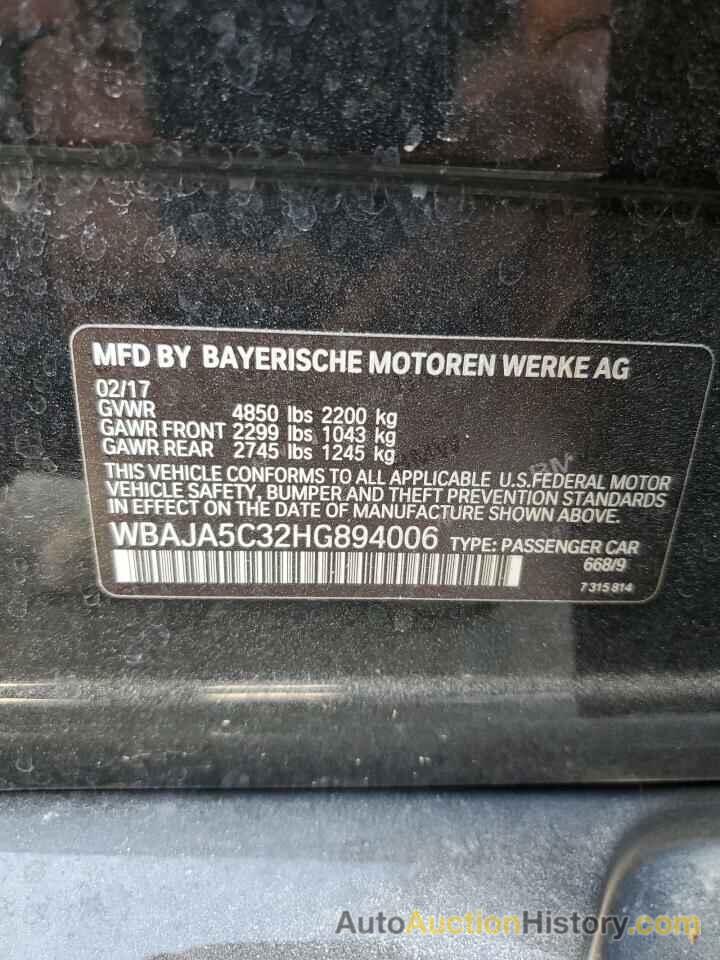 MFD BY BAYERISCHE MOTOREN WERKE AG
02/17
GVWR 4850 lbs 2200 kg
GAWR FRONT 2299 lbs 1043 kg
GAWR REAR 2745 lbs 1245 kg
THIS VEHICLE CONFORMS TO ALL APPLICABLE U.S.FEDERAL MOTOR
VEHICLE SAFETY, BUMPER AND THEFT PREVENTION STANDARDS
IN EFFECT ON THE DATE OF MANUFACTURE SHOWN ABOVE.
WBAJA5C32HG894006 TYPE: PASSENGER CAR
668/9
7 315 814
AutoAuctionHistory.com